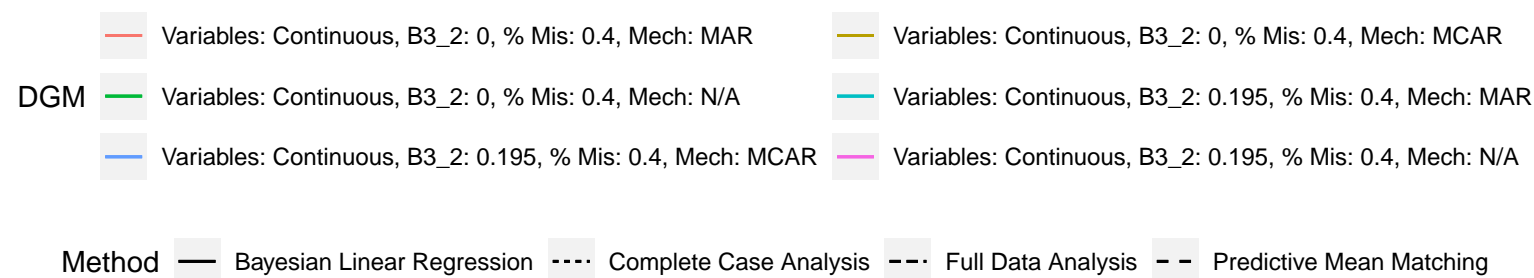 Variables: Continuous, B3_2: 0, % Mis: 0.4, Mech: MAR Variables: Continuous, B3_2: 0, % Mis: 0.4, Mech: MCAR
DGM Variables: Continuous, B3_2: 0, % Mis: 0.4, Mech: N/A Variables: Continuous, B3_2: 0.195, % Mis: 0.4, Mech: MAR
Variables: Continuous, B3_2: 0.195, % Mis: 0.4, Mech: MCAR Variables: Continuous, B3_2: 0.195, % Mis: 0.4, Mech: N/A
Method Bayesian Linear Regression Complete Case Analysis Full Data Analysis Predictive Mean Matching